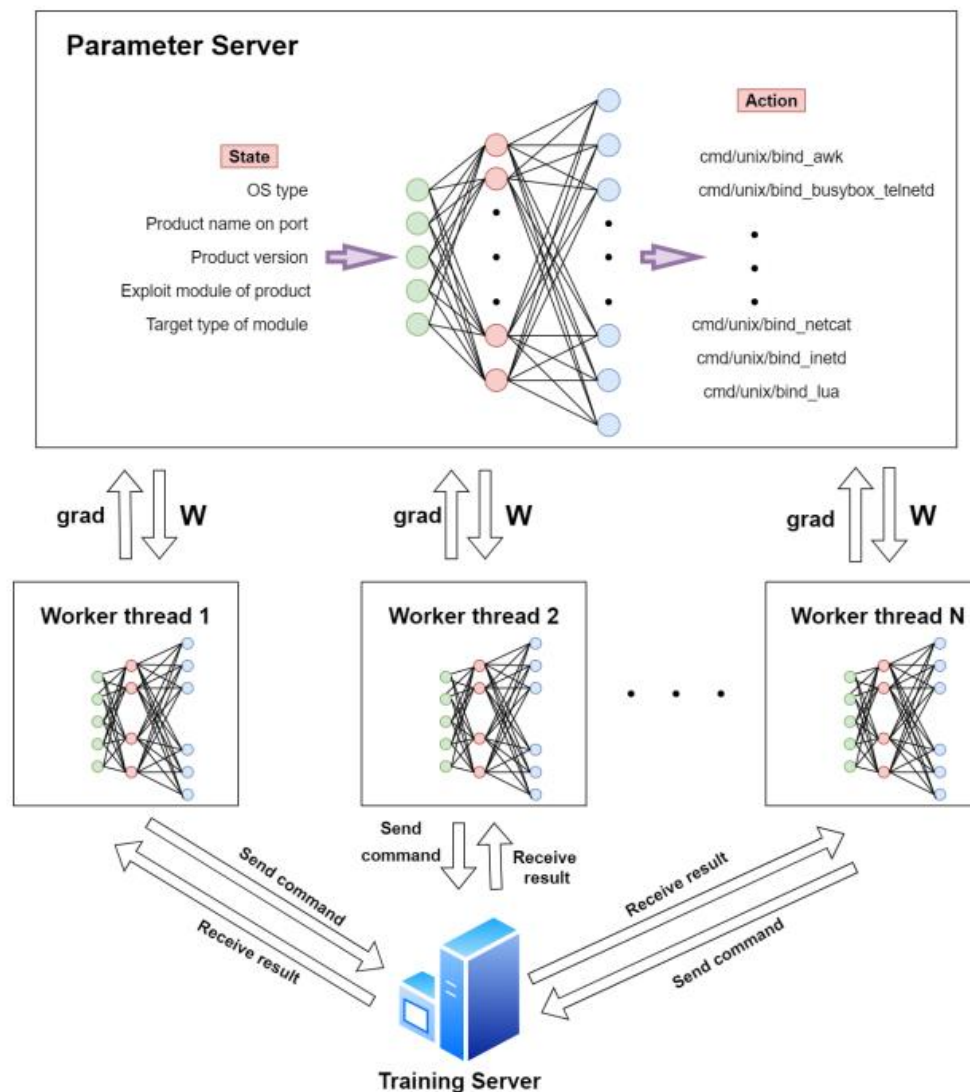 Parameter Server
State
OS type
Product name on port
Product version
Exploit module of product
Target type of module
Action
cmd/unix/bind_awk
cmd/unix/bind_busybox_telnetd
cmd/unix/bind_netcat
cmd/unix/bind_inetd
cmd/unix/bind_lua
grad
W
grad
W
grad
W
Worker thread 1
Worker thread 2
Worker thread N
Send command
Receive result
Send
command
Receive
result
Receive result
Send command
Training Server